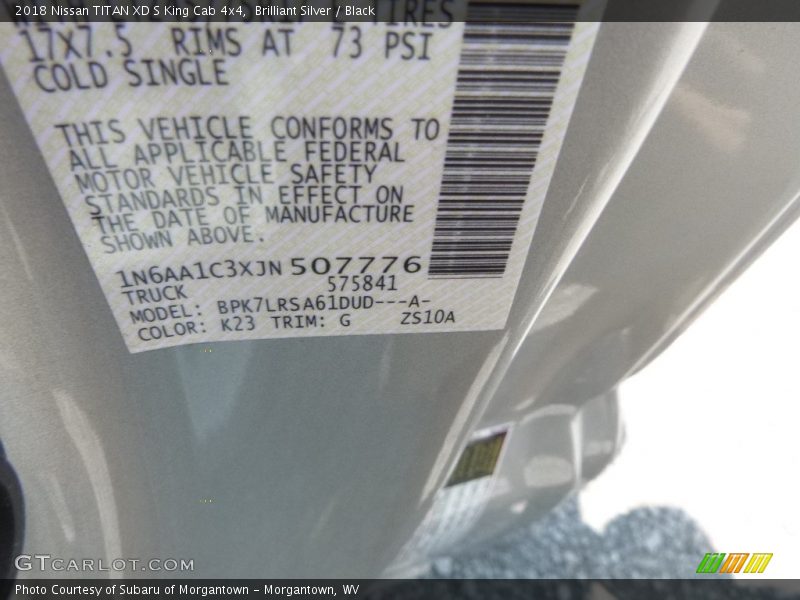 2018 Nissan TITAN XD S King Cab 4x4, Brilliant Silver / Black
TIRES
17X7.5 RIMS AT 73 PSI
COLD SINGLE
THIS VEHICLE CONFORMS TO
ALL APPLICABLE FEDERAL
MOTOR VEHICLE SAFETY
STANDARDS IN EFFECT ON
THE DATE OF MANUFACTURE
SHOWN ABOVE.
1N6AA1C3XJN507776
TRUCK 575841
MODEL: BPK7LRSA61DUD---A-
COLOR: K23 TRIM: G ZS10A
GTCARLOT.COM
Photo Courtesy of Subaru of Morgantown - Morgantown, WV